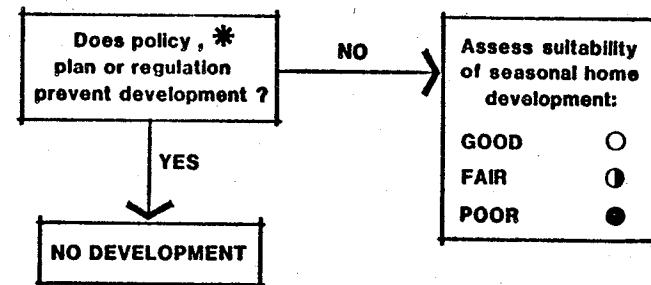 Does policy , *
plan or regulation
prevent development ?
NO
Assess suitability
of seasonal home
development:
GOOD
FAIR
POOR
YES
NO DEVELOPMENT